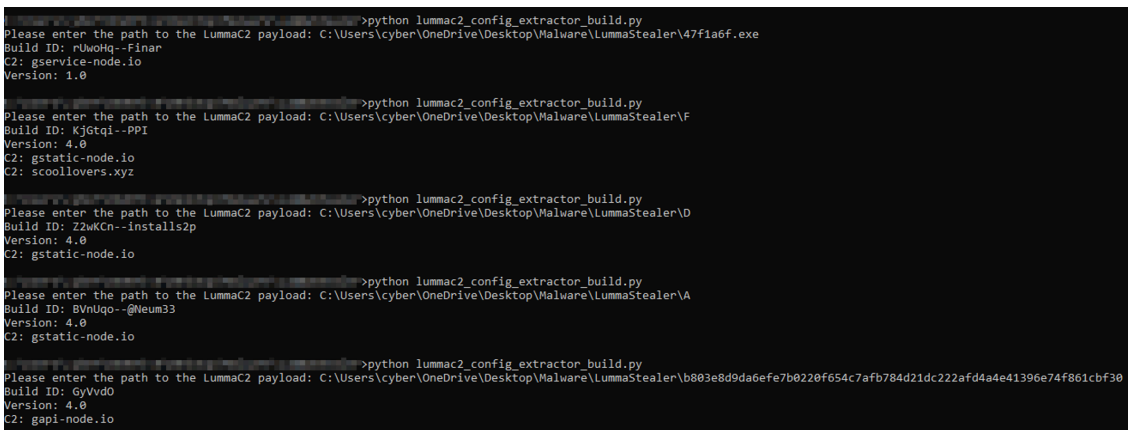 >python lummac2_config_extractor_build.py
Please enter the path to the LummaC2 payload: C:\Users\cyber\OneDrive\Desktop\Malware\LummaStealer\47f1a6f.exe
Build ID: rUwoHq--Finar
C2: gservice-node.io
Version: 1.0
>python lummac2_config_extractor_build.py
Please enter the path to the LummaC2 payload: C:\Users\cyber\OneDrive\Desktop\Malware\LummaStealer\F
Build ID: KjGtqi--PPI
Version: 4.0
C2: gstatic-node.io
C2: scoollovers.xyz
>python lummac2_config_extractor_build.py
Please enter the path to the LummaC2 payload: C:\Users\cyber\OneDrive\Desktop\Malware\LummaStealer\D
Build ID: Z2wKCn--installs2p
Version: 4.0
C2: gstatic-node.io
>python lummac2_config_extractor_build.py
Please enter the path to the LummaC2 payload: C:\Users\cyber\OneDrive\Desktop\Malware\LummaStealer\A
Build ID: BVnUqo--@Neum33
Version: 4.0
C2: gstatic-node.io
>python lummac2_config_extractor_build.py
Please enter the path to the LummaC2 payload: C:\Users\cyber\OneDrive\Desktop\Malware\LummaStealer\b803e8d9da6efe7b0220f654c7afb784d21dc222afd4a4e41396e74f861cbf30
Build ID: GyVvdO
Version: 4.0
C2: gapi-node.io